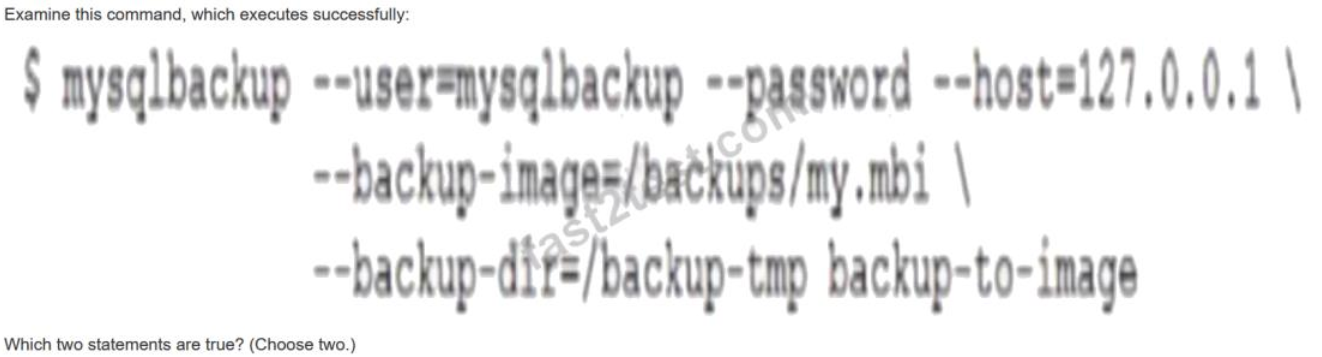 Examine this command, which executes successfully:
$ mysqlbackup --user=mysqlbackup --password --host=127.0.0.1 \
--backup-image=/backups/my.mbi \
--backup-dir=/backup-tmp backup-to-image
fast2test.com
Which two statements are true? (Choose two.)